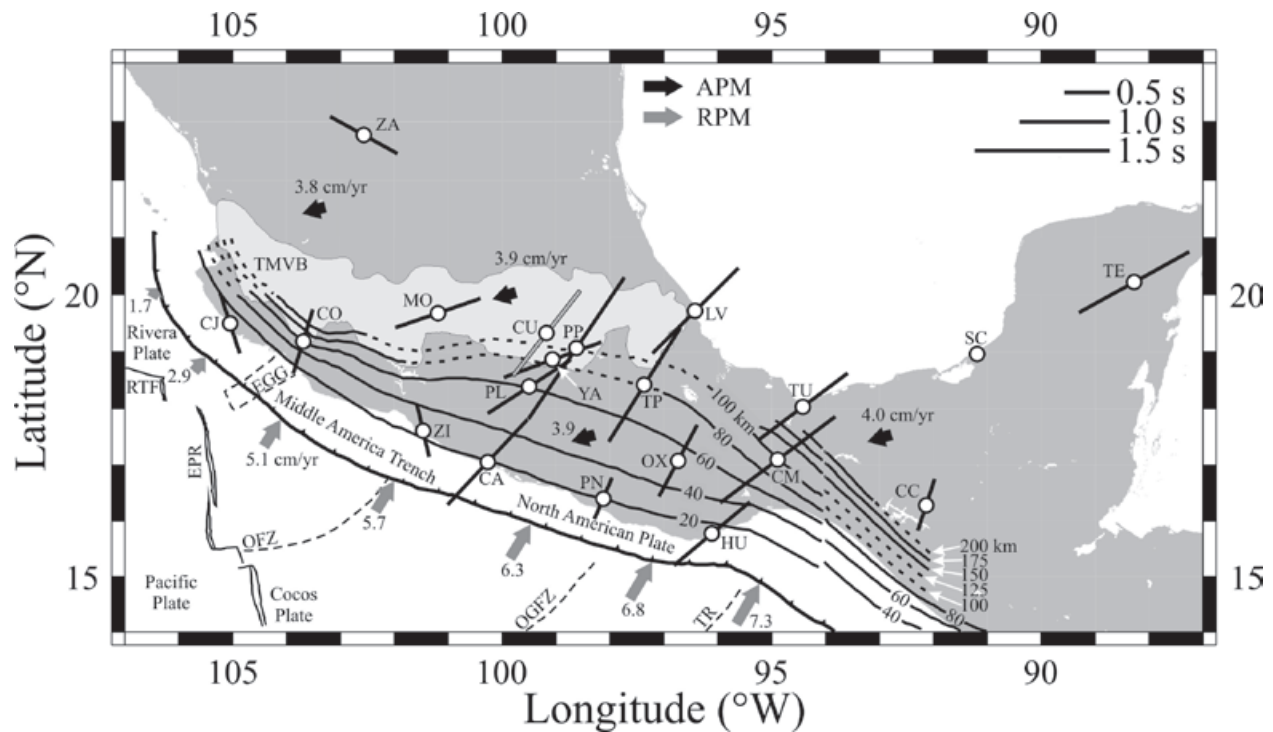 105
100
95
90
APM
RPM
0.5 s
1.0 s
1.5 s
ZA
3.8 cm/yr
TMVB
3.9 cm/yr
MO
CO
CJ
CU
PP
LV
TE
SC
20
20
1.7
Rivera
Plate
RTF
2.9
EGG
PL
YA
TP
TU
100 km
80
60
40
20
4.0 cm/yr
3.9
Middle America Trench
ZI
CA
OX
CM
PN
CC
5.1 cm/yr
EPR
North American Plate
HU
5.7
OFZ
6.3
6.8
7.3
OGFZ
TR
15
15
Pacific
Plate
Cocos
Plate
200 km
175
150
125
100
60
40
80
105
100
95
90
Latitude (°N)
Longitude (°W)